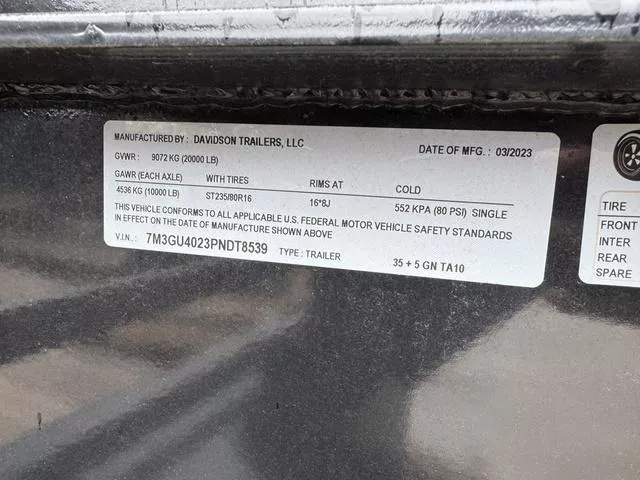 MANUFACTURED BY : DAVIDSON TRAILERS, LLC DATE OF MFG. : 03/2023
GVWR : 9072 KG (20000 LB)
GAWR (EACH AXLE) WITH TIRES RIMS AT COLD
4536 KG (10000 LB) ST235/80R16 16*8J 552 KPA (80 PSI) SINGLE
THIS VEHICLE CONFORMS TO ALL APPLICABLE U.S. FEDERAL MOTOR VEHICLE SAFETY STANDARDS
IN EFFECT ON THE DATE OF MANUFACTURE SHOWN ABOVE
V.I.N. : 7M3GU4023PNDT8539 TYPE : TRAILER 35 + 5 GN TA10
TIRE
FRONT
INTER
REAR
SPARE